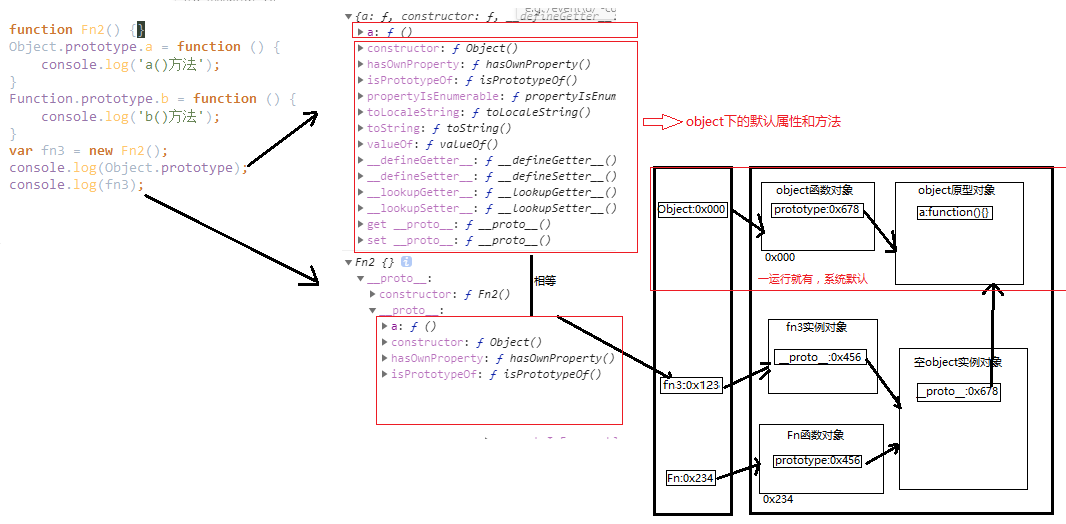 function Fn2() {}
Object.prototype.a = function () {
console.log('a()方法');
}
Function.prototype.b = function () {
console.log('b()方法');
}
var fn3 = new Fn2();
console.log(Object.prototype);
console.log(fn3);
{a: ƒ, constructor: ƒ, __defineGetter__:
a: ƒ ()
constructor: ƒ Object()
hasOwnProperty: ƒ hasOwnProperty()
isPrototypeOf: ƒ isPrototypeOf()
propertyIsEnumerable: ƒ propertyIsEnum
toLocaleString: ƒ toLocaleString()
toString: ƒ toString()
valueOf: ƒ valueOf()
__defineGetter__: ƒ __defineGetter__()
__defineSetter__: ƒ __defineSetter__()
__lookupGetter__: ƒ __lookupGetter__()
__lookupSetter__: ƒ __lookupSetter__()
get __proto__: ƒ __proto__()
set __proto__: ƒ __proto__()
object下的默认属性和方法
Fn2 {}
__proto__:
constructor: ƒ Fn2()
__proto__:
a: ƒ ()
constructor: ƒ Object()
hasOwnProperty: ƒ hasOwnProperty()
isPrototypeOf: ƒ isPrototypeOf()
相等
Object:0x000
fn3:0x123
Fn:0x234
object函数对象
prototype:0x678
0x000
object原型对象
a:function(){}
一运行就有，系统默认
fn3实例对象
__proto__:0x456
空object实例对象
__proto__:0x678
Fn函数对象
prototype:0x456
0x234